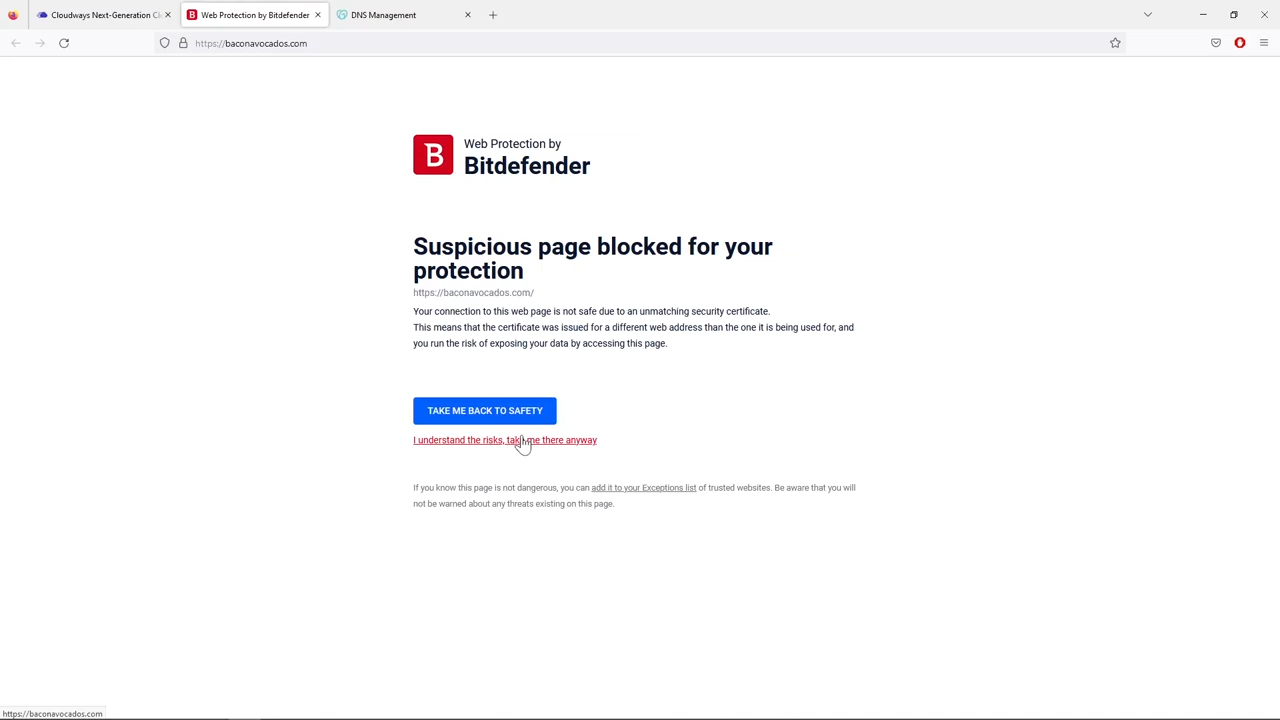 Cloudways Next-Generation Cl
Web Protection by Bitdefender
DNS Management
https://baconavocados.com
B
Web Protection by
Bitdefender
Suspicious page blocked for your
protection
https://baconavocados.com/
Your connection to this web page is not safe due to an unmatching security certificate.
This means that the certificate was issued for a different web address than the one it is being used for, and
you run the risk of exposing your data by accessing this page.
TAKE ME BACK TO SAFETY
I understand the risks, take me there anyway
If you know this page is not dangerous, you can add it to your Exceptions list of trusted websites. Be aware that you will
not be warned about any threats existing on this page.
https://baconavocados.com